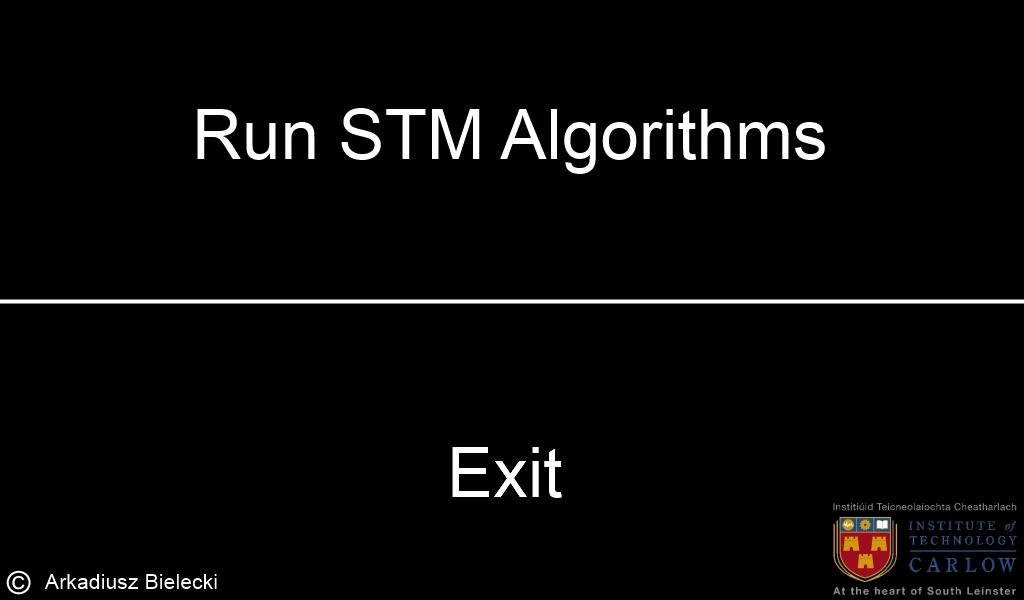 Run STM Algorithms
Exit
Institiúid Teicneolaíochta Cheatharlach
INSTITUTE of
TECHNOLOGY
CARLOW
At the heart of South Leinster
© Arkadiusz Bielecki